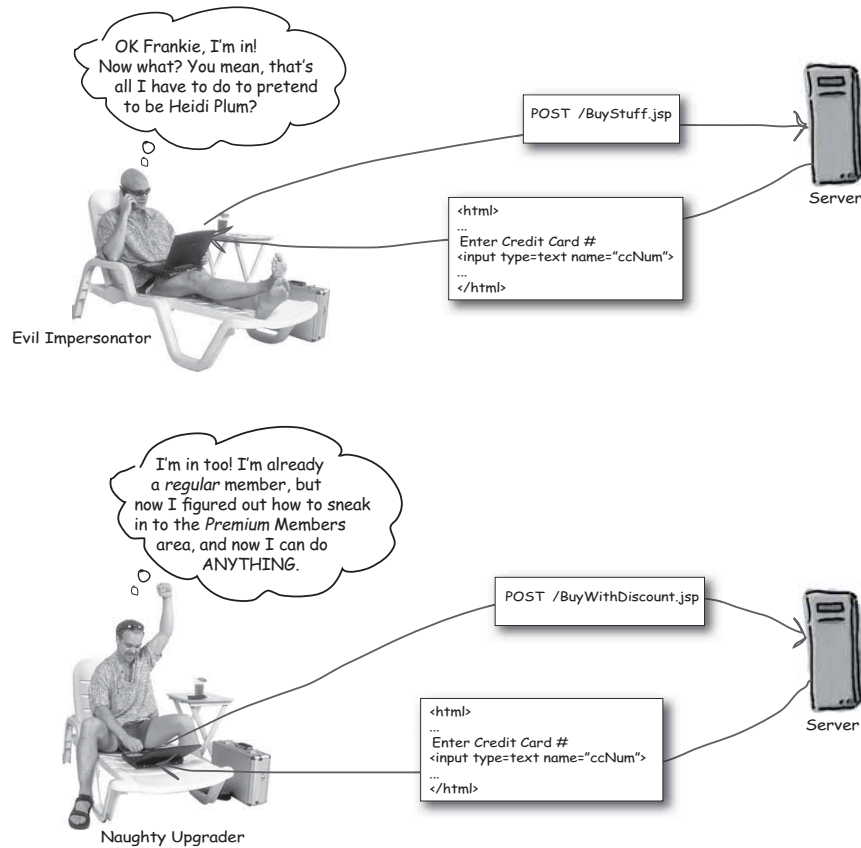 OK Frankie, I'm in!
Now what? You mean, that's
all I have to do to pretend
to be Heidi Plum?
POST /BuyStuff.jsp
Server
<html>
...
Enter Credit Card #
<input type=text name=”ccNum”>
...
</html>
Evil Impersonator
I'm in too! I'm already
a regular member, but
now I figured out how to sneak
in to the Premium Members
area, and now I can do
ANYTHING.
POST /BuyWithDiscount.jsp
Server
<html>
...
Enter Credit Card #
<input type=text name=”ccNum”>
...
</html>
Naughty Upgrader